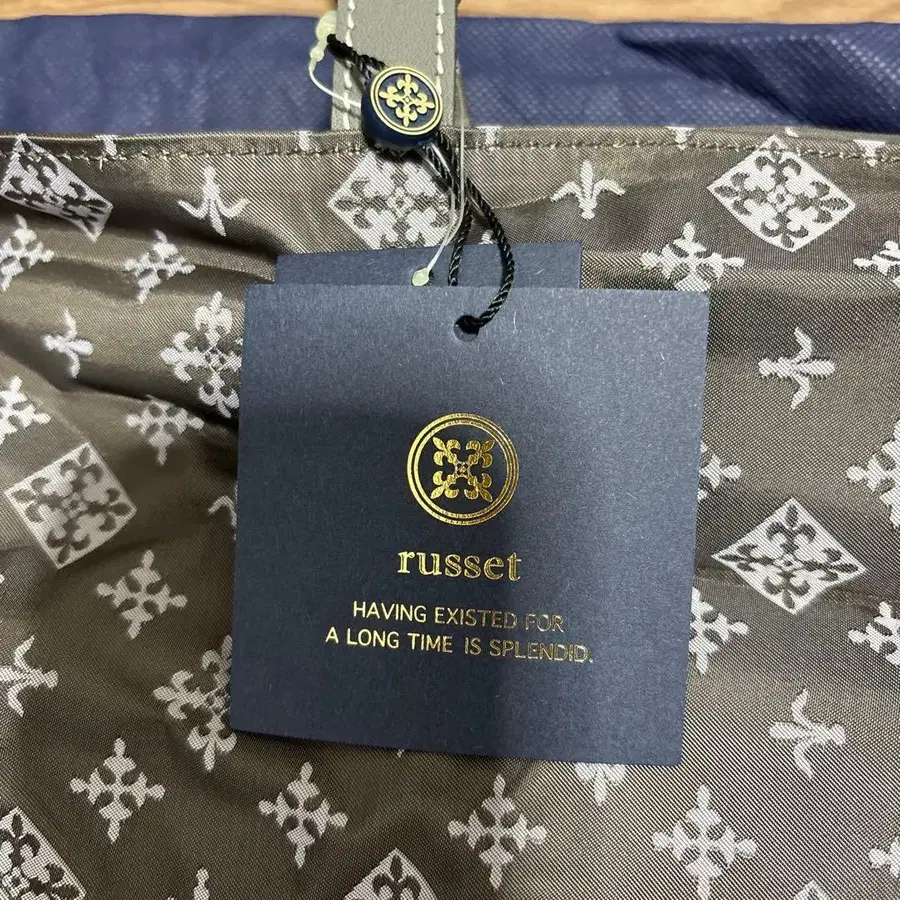 russet
HAVING EXISTED FOR
A LONG TIME IS SPLENDID.